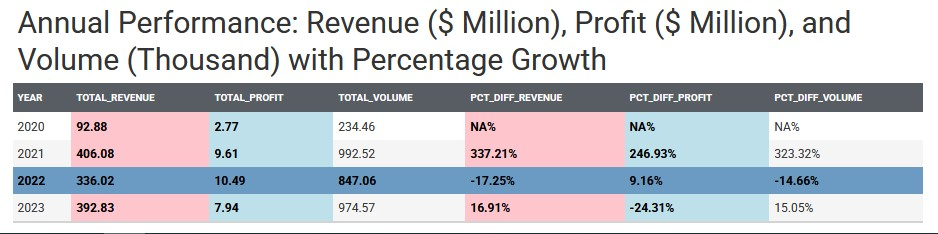 Annual Performance: Revenue ($ Million), Profit ($ Million), and
Volume (Thousand) with Percentage Growth
YEAR TOTAL_REVENUE TOTAL_PROFIT TOTAL_VOLUME PCT_DIFF_REVENUE PCT_DIFF_PROFIT PCT_DIFF_VOLUME
2020 92.88 2.77 234.46 NA% NA% NA%
2021 406.08 9.61 992.52 337.21% 246.93% 323.32%
2022 336.02 10.49 847.06 -17.25% 9.16% -14.66%
2023 392.83 7.94 974.57 16.91% -24.31% 15.05%